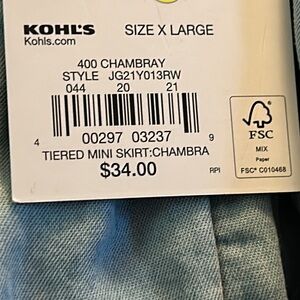 KOHL'S
Kohls.com
SIZE X LARGE
400 CHAMBRAY
STYLE JG21Y013RW
044 20 21
4 00297 03237 9
TIERED MINI SKIRT:CHAMBRA
$34.00
RPI
FSC
MIX
Paper
FSC® C010468